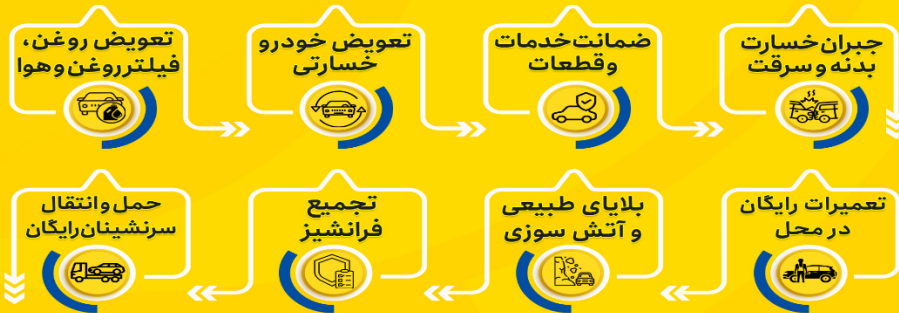 جبران خسارت
بدنه و سرقت
ضمانت خدمات
و قطعات
تعویض خودرو
خسارتی
تعویض روغن،
فیلتر روغن و هوا
تعمیرات رایگان
در محل
بلایای طبیعی
و آتش سوزی
تجمیع
فرانشیز
حمل و انتقال
سرنشینان رایگان